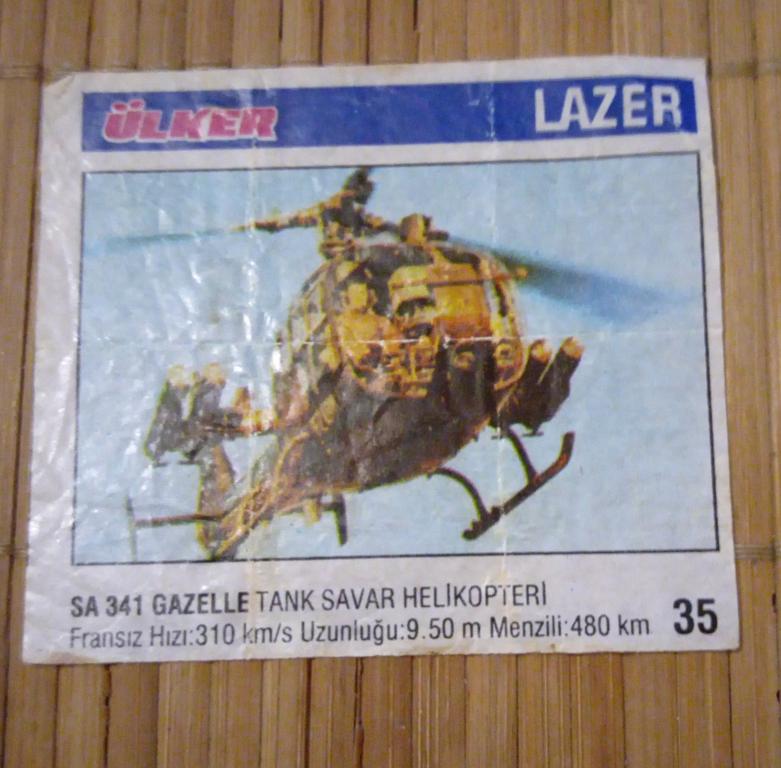 ÜLKER LAZER
SA 341 GAZELLE TANK SAVAR HELİKOPTERİ
Fransız Hızı:310 km/s Uzunluğu:9.50 m Menzili:480 km 35